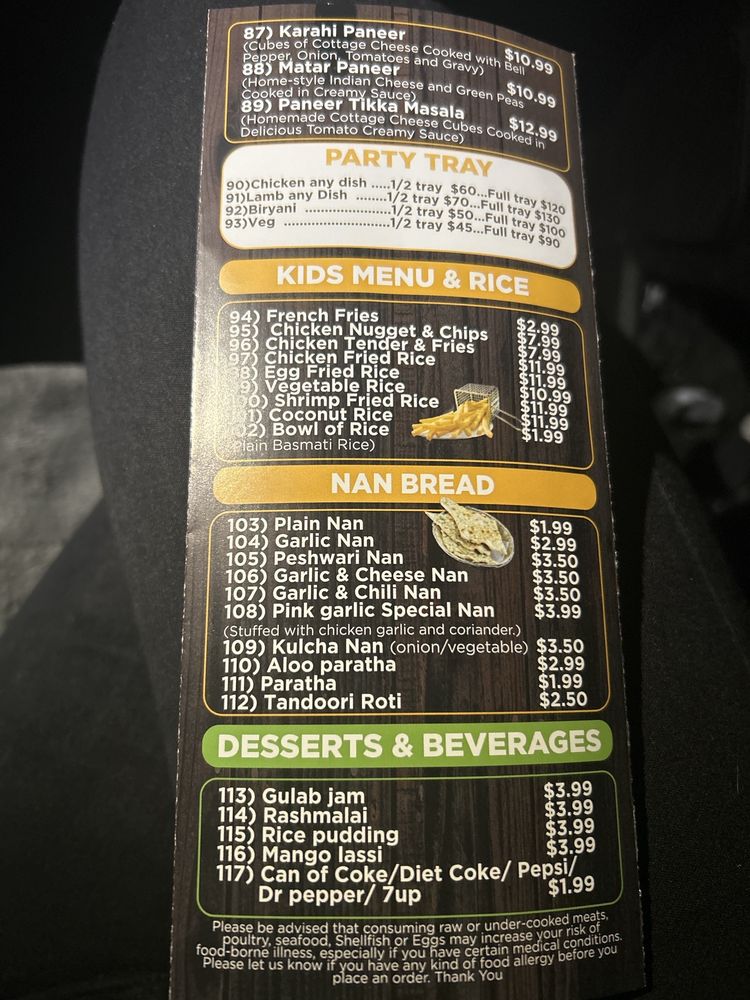 87) Karahi Paneer
(Cubes of Cottage Cheese Cooked with Bell $10.99
Pepper, Onion, Tomatoes and Gravy)
88) Matar Paneer
(Home-style Indian Cheese and Green Peas $10.99
Cooked in Creamy Sauce)
89) Paneer Tikka Masala $12.99
(Homemade Cottage Cheese Cubes Cooked in
Delicious Tomato Creamy Sauce)
PARTY TRAY
90)Chicken any dish .....1/2 tray $60...Full tray $120
91)Lamb any Dish ........1/2 tray $70...Full tray $130
92)Biryani .....................1/2 tray $50...Full tray $100
93)Veg .........................1/2 tray $45...Full tray $90
KIDS MENU & RICE
94) French Fries $2.99
95) Chicken Nugget & Chips $7.99
96) Chicken Tender & Fries $7.99
97) Chicken Fried Rice $11.99
8) Egg Fried Rice $11.99
9) Vegetable Rice $10.99
00) Shrimp Fried Rice $11.99
1) Coconut Rice $11.99
02) Bowl of Rice $1.99
Plain Basmati Rice)
NAN BREAD
103) Plain Nan $1.99
104) Garlic Nan $2.99
105) Peshwari Nan $3.50
106) Garlic & Cheese Nan $3.50
107) Garlic & Chili Nan $3.50
108) Pink garlic Special Nan $3.99
(Stuffed with chicken garlic and coriander.)
109) Kulcha Nan (onion/vegetable) $3.50
110) Aloo paratha $2.99
111) Paratha $1.99
112) Tandoori Roti $2.50
DESSERTS & BEVERAGES
113) Gulab jam $3.99
114) Rashmalai $3.99
115) Rice pudding $3.99
116) Mango lassi $3.99
117) Can of Coke/Diet Coke/ Pepsi/
Dr pepper/ 7up $1.99
Please be advised that consuming raw or under-cooked meats,
poultry, seafood, Shellfish or Eggs may increase your risk of
food-borne illness, especially if you have certain medical conditions.
Please let us know if you have any kind of food allergy before you
place an order. Thank You